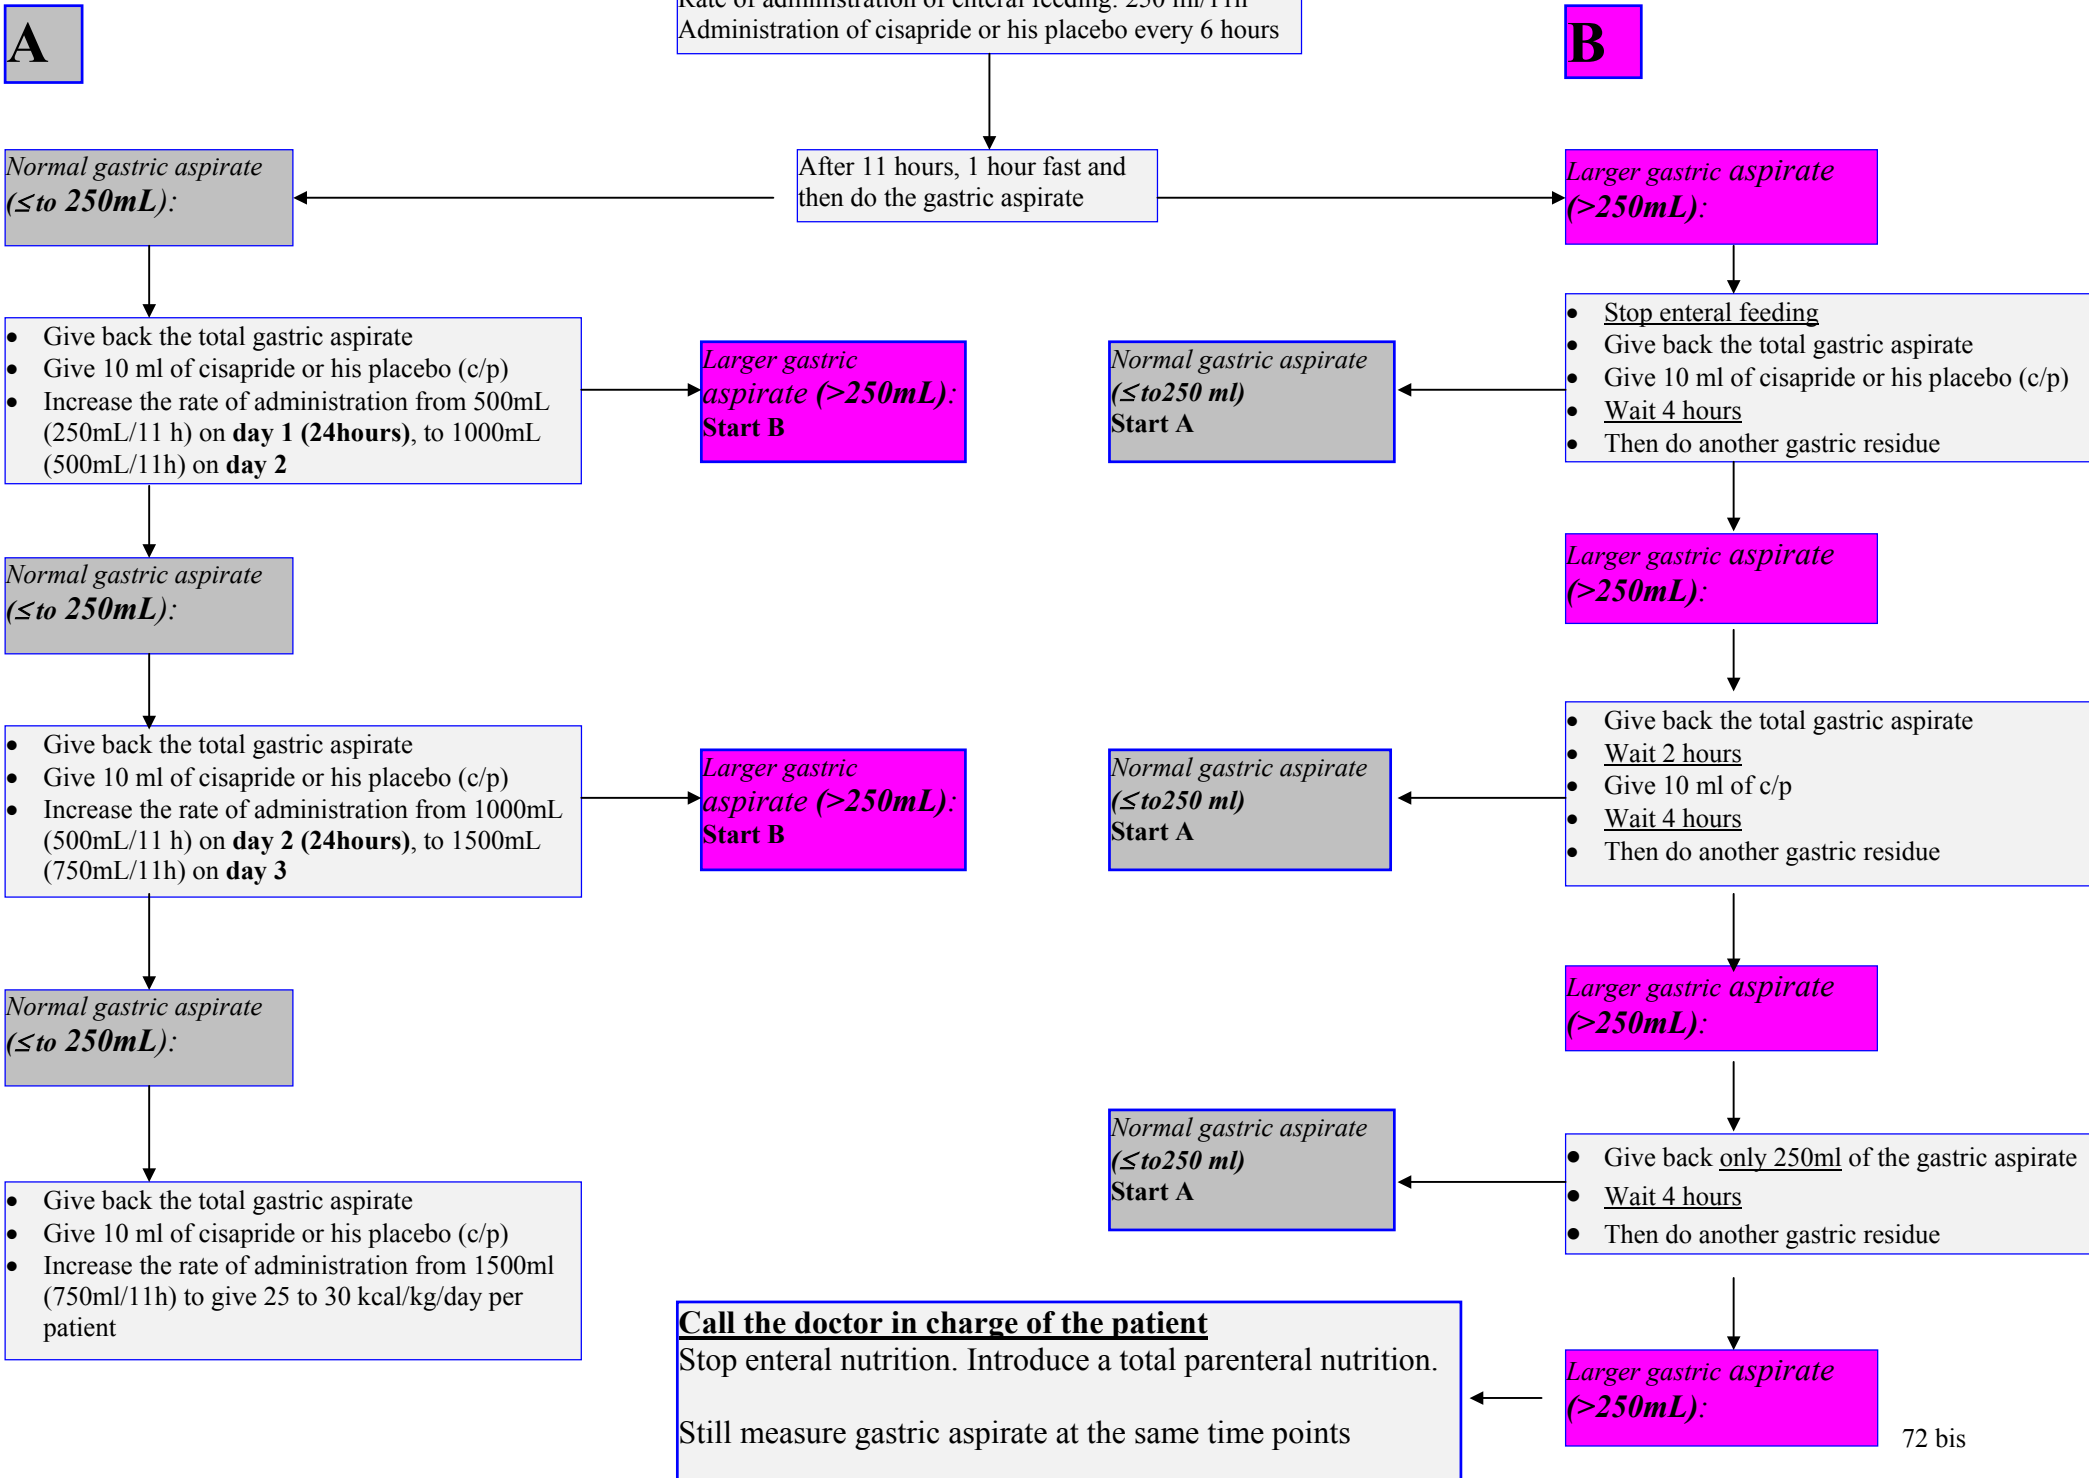 Rate of administration of enteral feeding: 250 ml/11h
Administration of cisapride or his placebo every 6 hours
A
B
After 11 hours, 1 hour fast and
then do the gastric aspirate
Normal gastric aspirate
(≤ to 250mL):
Larger gastric aspirate
(>250mL):
• Give back the total gastric aspirate
• Give 10 ml of cisapride or his placebo (c/p)
• Increase the rate of administration from 500mL
(250mL/11 h) on day 1 (24hours), to 1000mL
(500mL/11h) on day 2
Larger gastric
aspirate (>250mL):
Start B
Normal gastric aspirate
(≤ to250 ml)
Start A
• Stop enteral feeding
• Give back the total gastric aspirate
• Give 10 ml of cisapride or his placebo (c/p)
• Wait 4 hours
• Then do another gastric residue
Normal gastric aspirate
(≤ to 250mL):
Larger gastric aspirate
(>250mL):
• Give back the total gastric aspirate
• Give 10 ml of cisapride or his placebo (c/p)
• Increase the rate of administration from 1000mL
(500mL/11 h) on day 2 (24hours), to 1500mL
(750mL/11h) on day 3
Larger gastric
aspirate (>250mL):
Start B
Normal gastric aspirate
(≤ to250 ml)
Start A
• Give back the total gastric aspirate
• Wait 2 hours
• Give 10 ml of c/p
• Wait 4 hours
• Then do another gastric residue
Normal gastric aspirate
(≤ to 250mL):
Larger gastric aspirate
(>250mL):
• Give back the total gastric aspirate
• Give 10 ml of cisapride or his placebo (c/p)
• Increase the rate of administration from 1500ml
(750ml/11h) to give 25 to 30 kcal/kg/day per
patient
Normal gastric aspirate
(≤ to250 ml)
Start A
• Give back only 250ml of the gastric aspirate
• Wait 4 hours
• Then do another gastric residue
Call the doctor in charge of the patient
Stop enteral nutrition. Introduce a total parenteral nutrition.
Still measure gastric aspirate at the same time points
Larger gastric aspirate
(>250mL):
72 bis